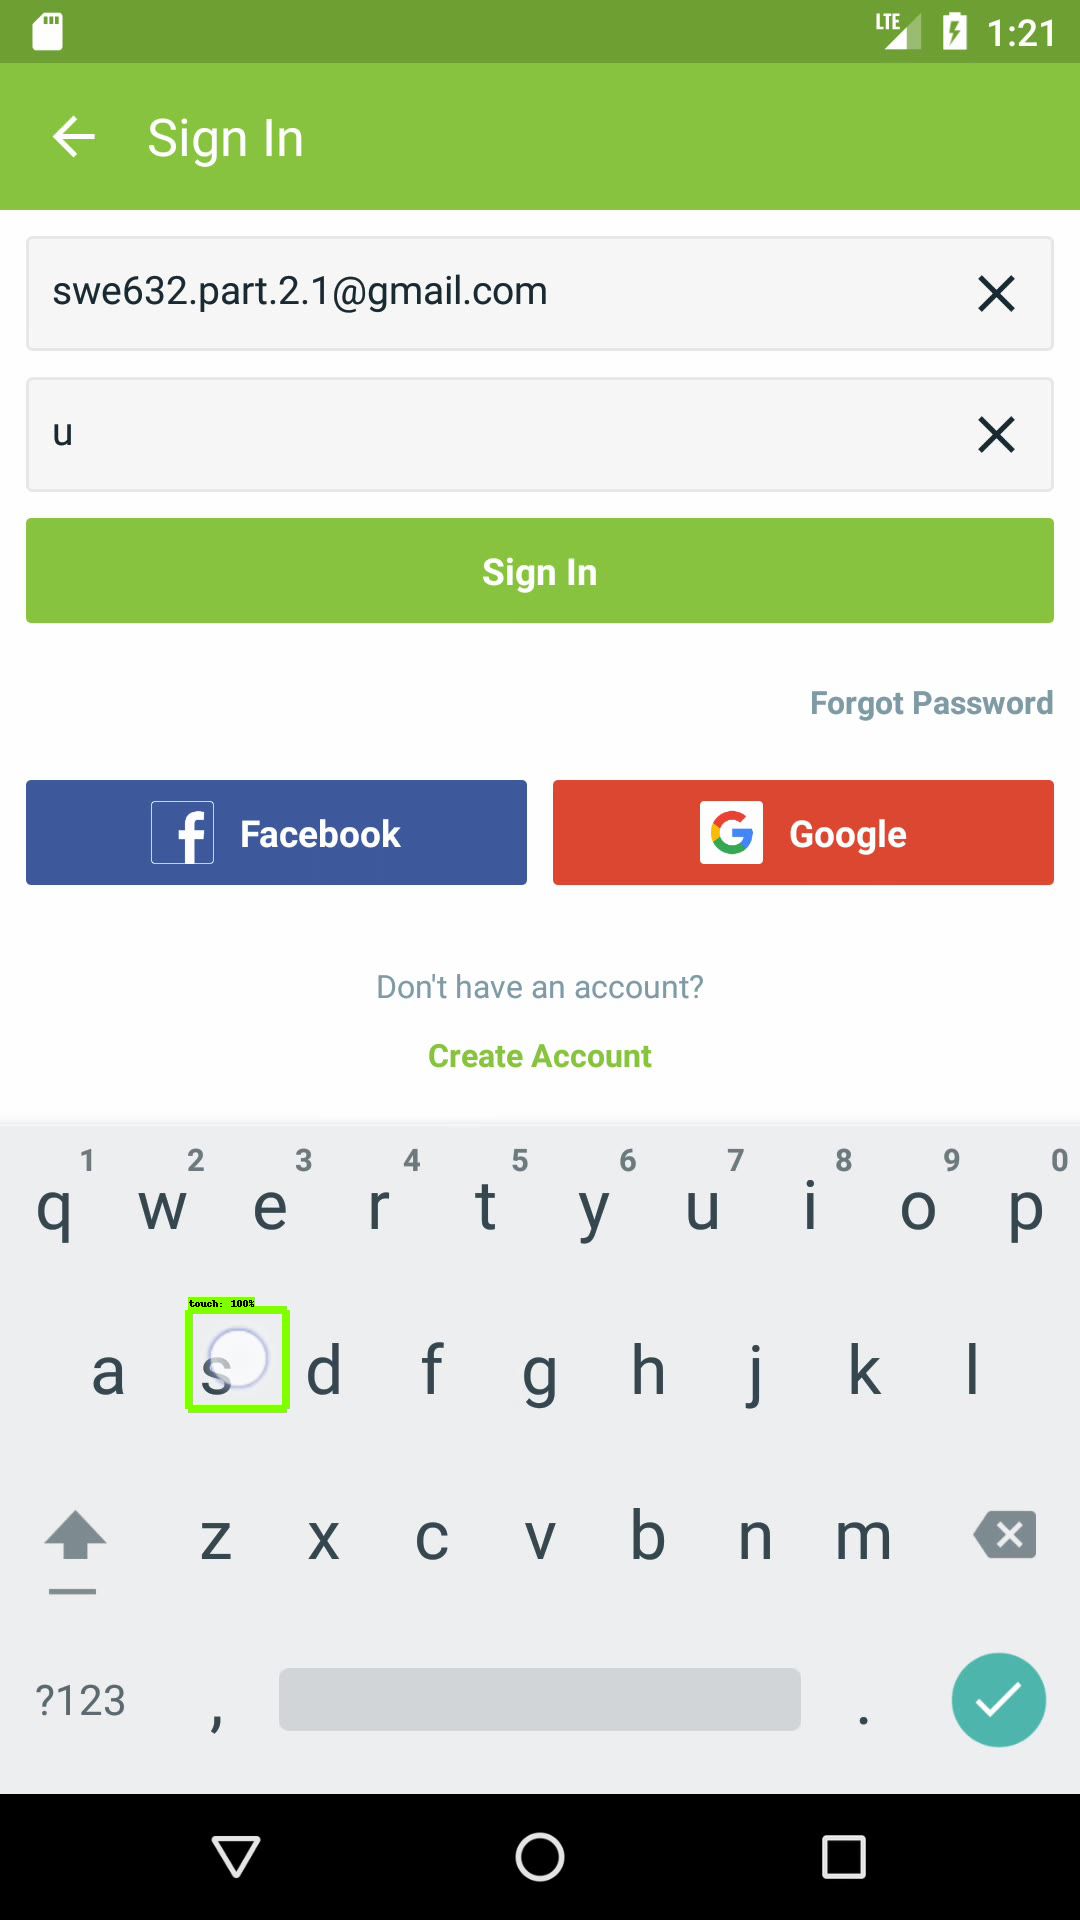 LTE 1:21
Sign In
swe632.part.2.1@gmail.com
u
Sign In
Forgot Password
f Facebook
G Google
Don't have an account?
Create Account
1 2 3 4 5 6 7 8 9 0
q w e r t y u i o p
touch: 100%
a s d f g h j k l
z x c v b n m
?123 , .